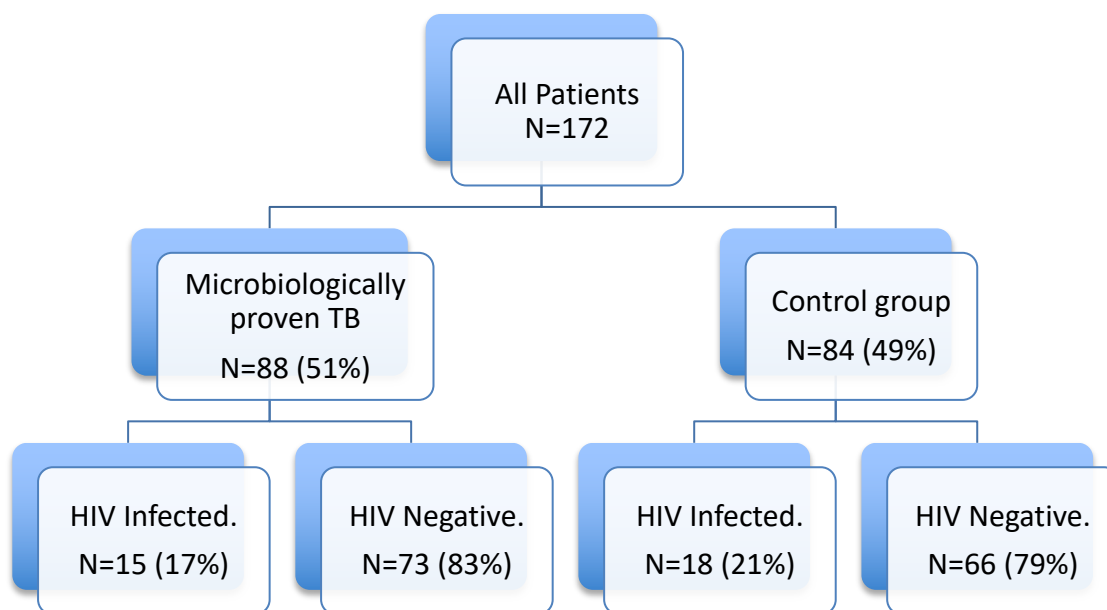 All Patients
N=172
Microbiologically
proven TB
N=88 (51%)
Control group
N=84 (49%)
HIV Infected.
N=15 (17%)
HIV Negative.
N=73 (83%)
HIV Infected.
N=18 (21%)
HIV Negative.
N=66 (79%)